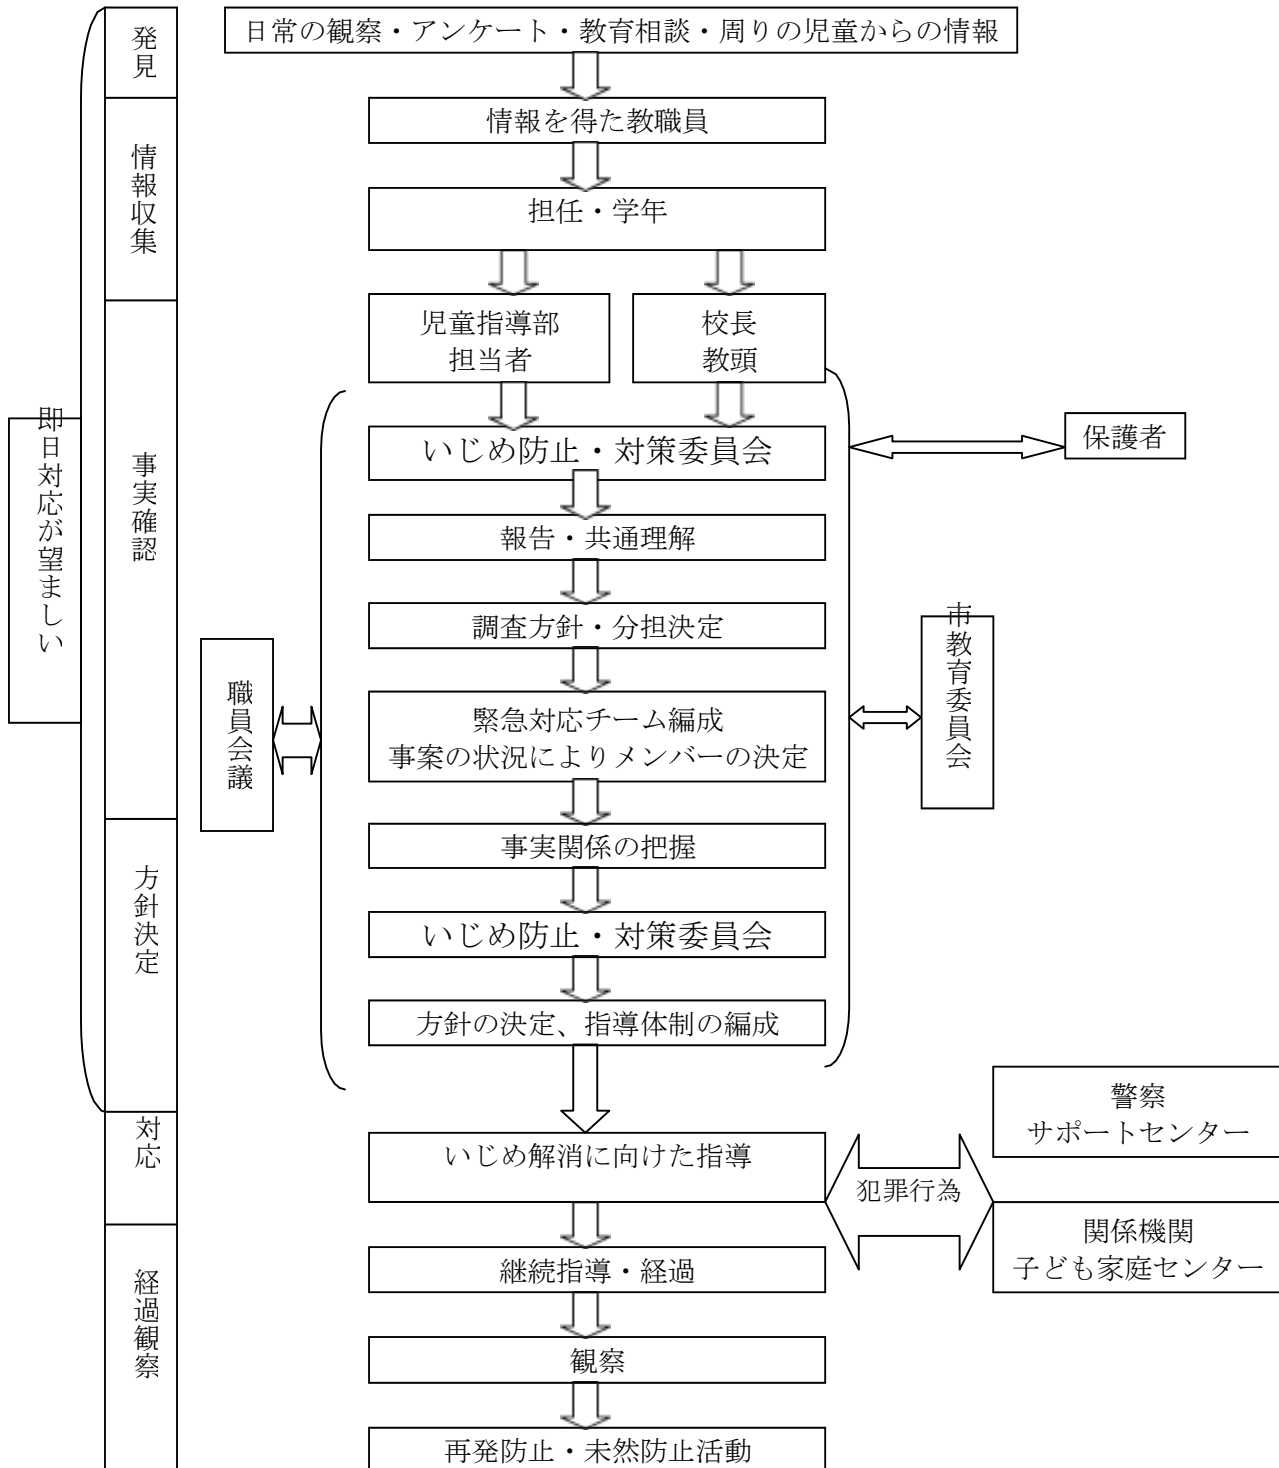 発見
日常の観察・アンケート・教育相談・周りの児童からの情報
情報収集
情報を得た教職員
担任・学年
事実確認
児童指導部
担当者
校長
教頭
即日対応が望ましい
いじめ防止・対策委員会
保護者
報告・共通理解
調査方針・分担決定
市教育委員会
職員会議
緊急対応チーム編成
事案の状況によりメンバーの決定
方針決定
事実関係の把握
いじめ防止・対策委員会
方針の決定、指導体制の編成
対応
いじめ解消に向けた指導
犯罪行為
警察
サポートセンター
関係機関
子ども家庭センター
経過観察
継続指導・経過
観察
再発防止・未然防止活動